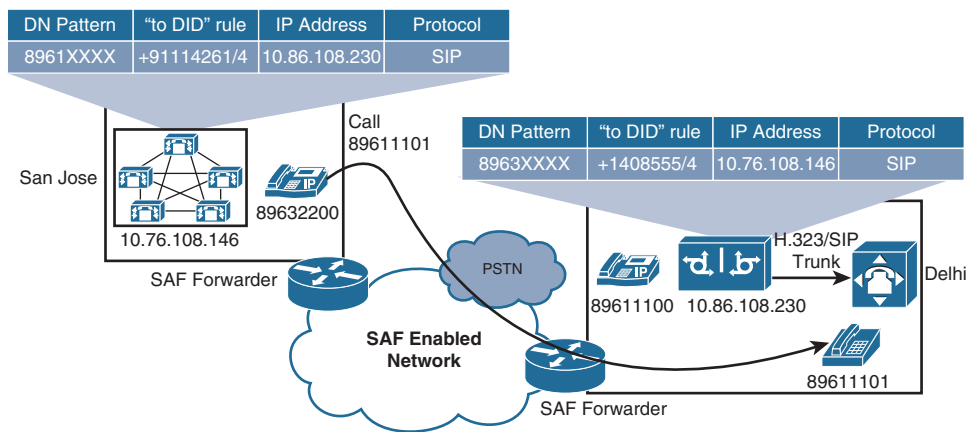 DN Pattern "to DID" rule IP Address Protocol
8961XXXX +91114261/4 10.86.108.230 SIP
Call
89611101
DN Pattern "to DID" rule IP Address Protocol
8963XXXX +1408555/4 10.76.108.146 SIP
San Jose
IP
89632200
10.76.108.146
SAF Forwarder
PSTN
H.323/SIP
Trunk
IP
Delhi
89611100
10.86.108.230
SAF Enabled
Network
89611101
SAF Forwarder